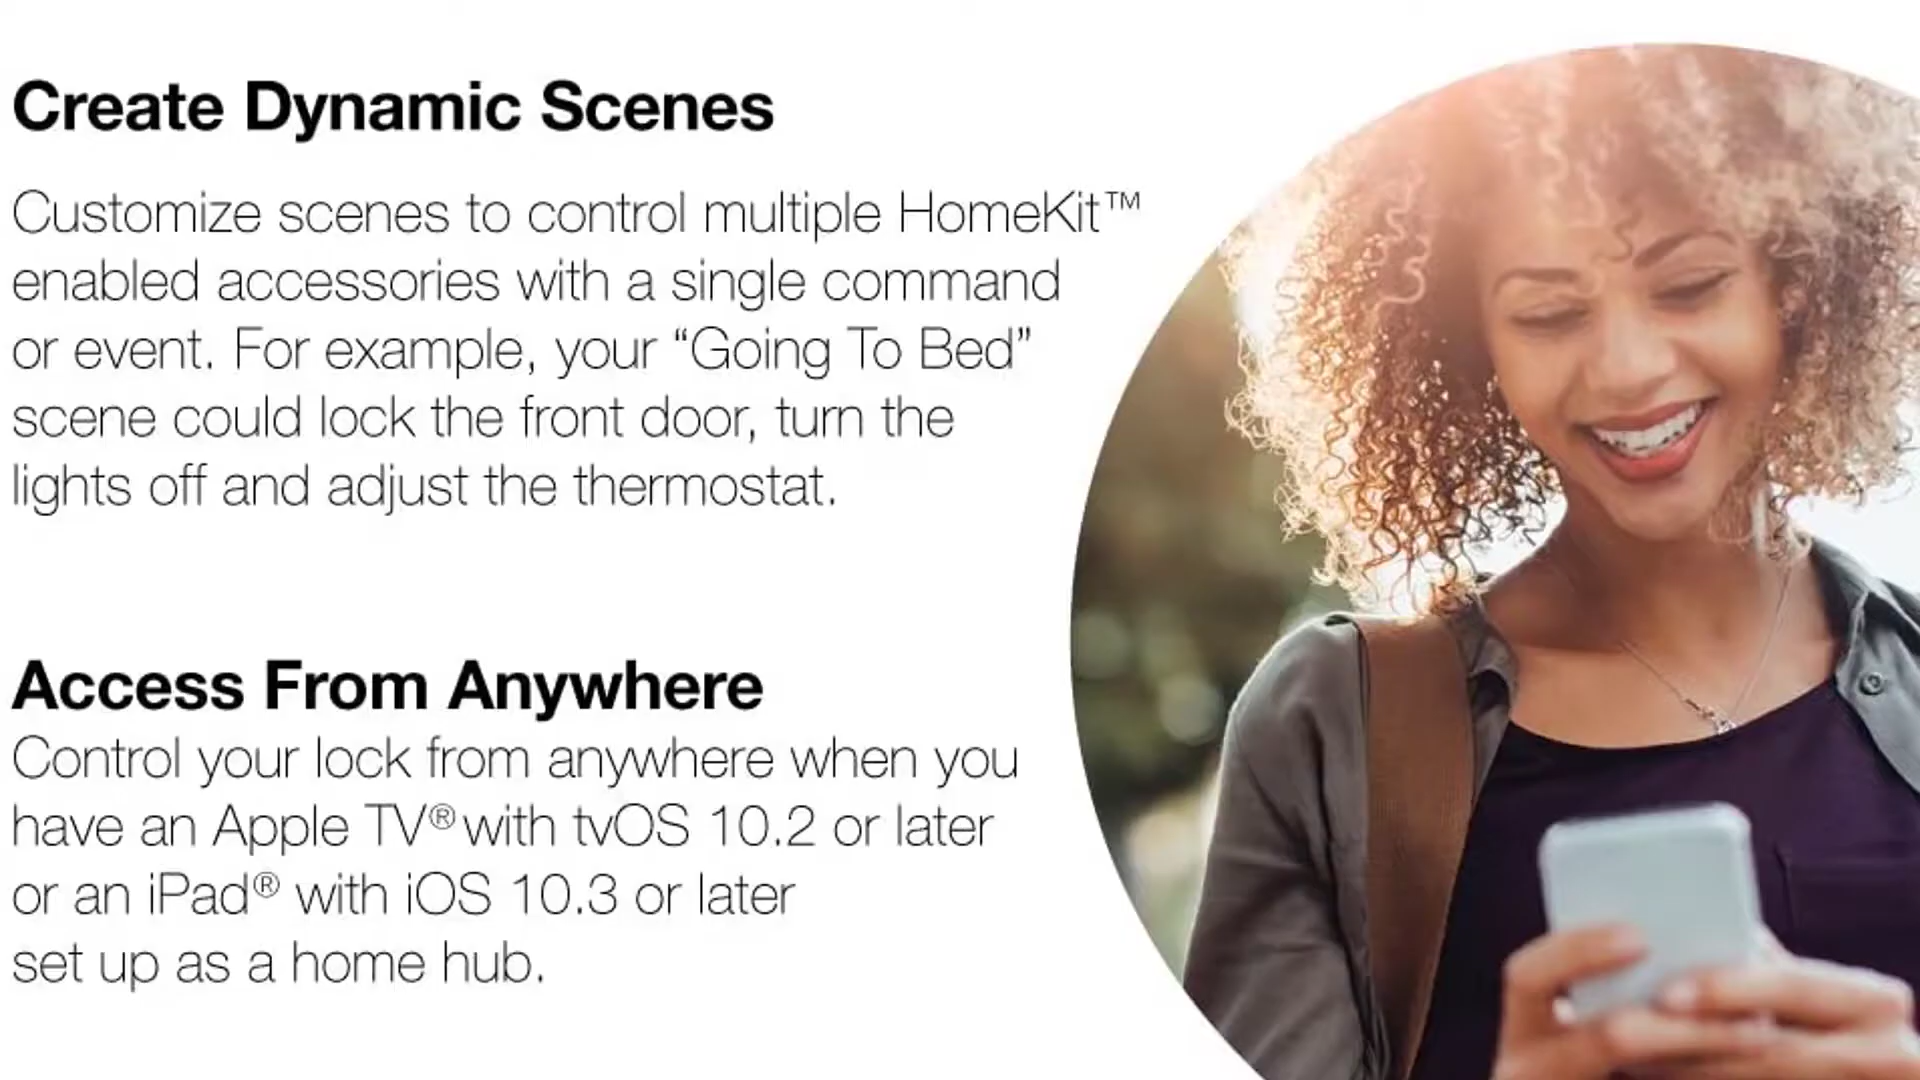 Create Dynamic Scenes
Customize scenes to control multiple HomeKit™
enabled accessories with a single command
or event. For example, your “Going To Bed”
scene could lock the front door, turn the
lights off and adjust the thermostat.
Access From Anywhere
Control your lock from anywhere when you
have an Apple TV® with tvOS 10.2 or later
or an iPad® with iOS 10.3 or later
set up as a home hub.